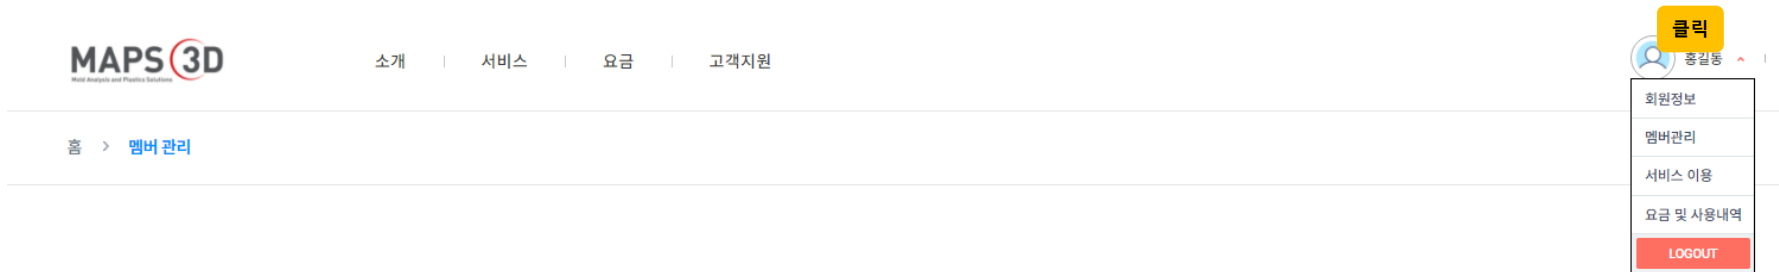 클릭
MAPS 3D
Mold Analysis and Plastics Solutions
소개 서비스 요금 고객지원
홍길동
회원정보
멤버관리
서비스 이용
요금 및 사용내역
LOGOUT
홈 > 멤버 관리